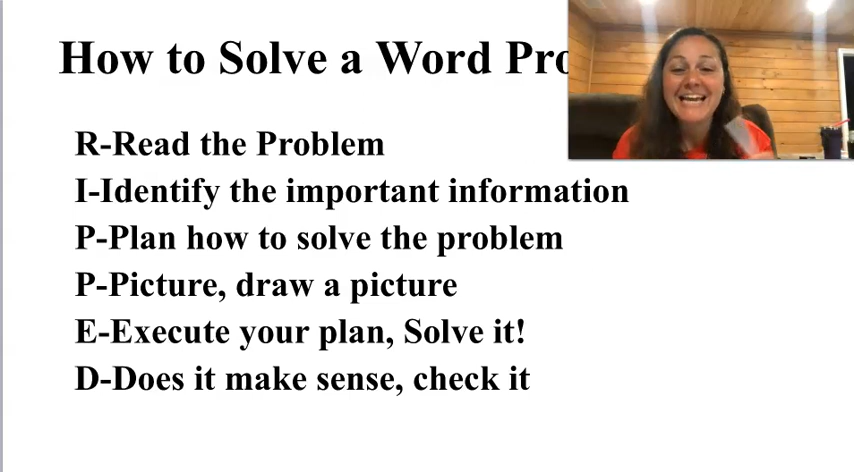 How to Solve a Word Pro
R-Read the Problem
I-Identify the important information
P-Plan how to solve the problem
P-Picture, draw a picture
E-Execute your plan, Solve it!
D-Does it make sense, check it